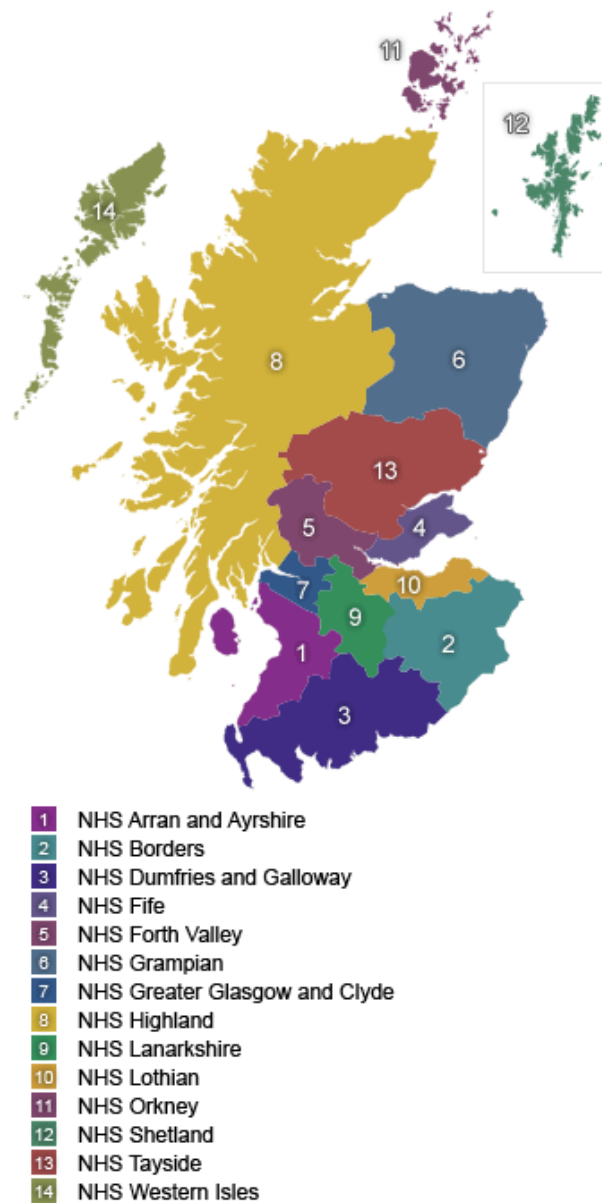 11
12
14
8
6
13
5
4
7
10
9
1
2
3
1 NHS Arran and Ayrshire
2 NHS Borders
3 NHS Dumfries and Galloway
4 NHS Fife
5 NHS Forth Valley
6 NHS Grampian
7 NHS Greater Glasgow and Clyde
8 NHS Highland
9 NHS Lanarkshire
10 NHS Lothian
11 NHS Orkney
12 NHS Shetland
13 NHS Tayside
14 NHS Western Isles